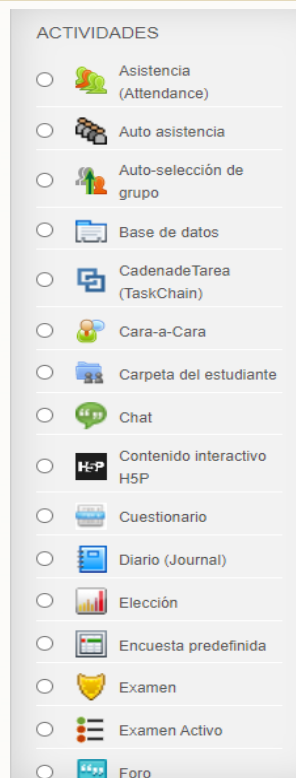 ACTIVIDADES
Asistencia
(Attendance)
Auto asistencia
Auto-selección de
grupo
Base de datos
CadenadeTarea
(TaskChain)
Cara-a-Cara
Carpeta del estudiante
Chat
H5P
Contenido interactivo
H5P
Cuestionario
Diario (Journal)
Elección
Encuesta predefinida
Examen
Examen Activo
Foro